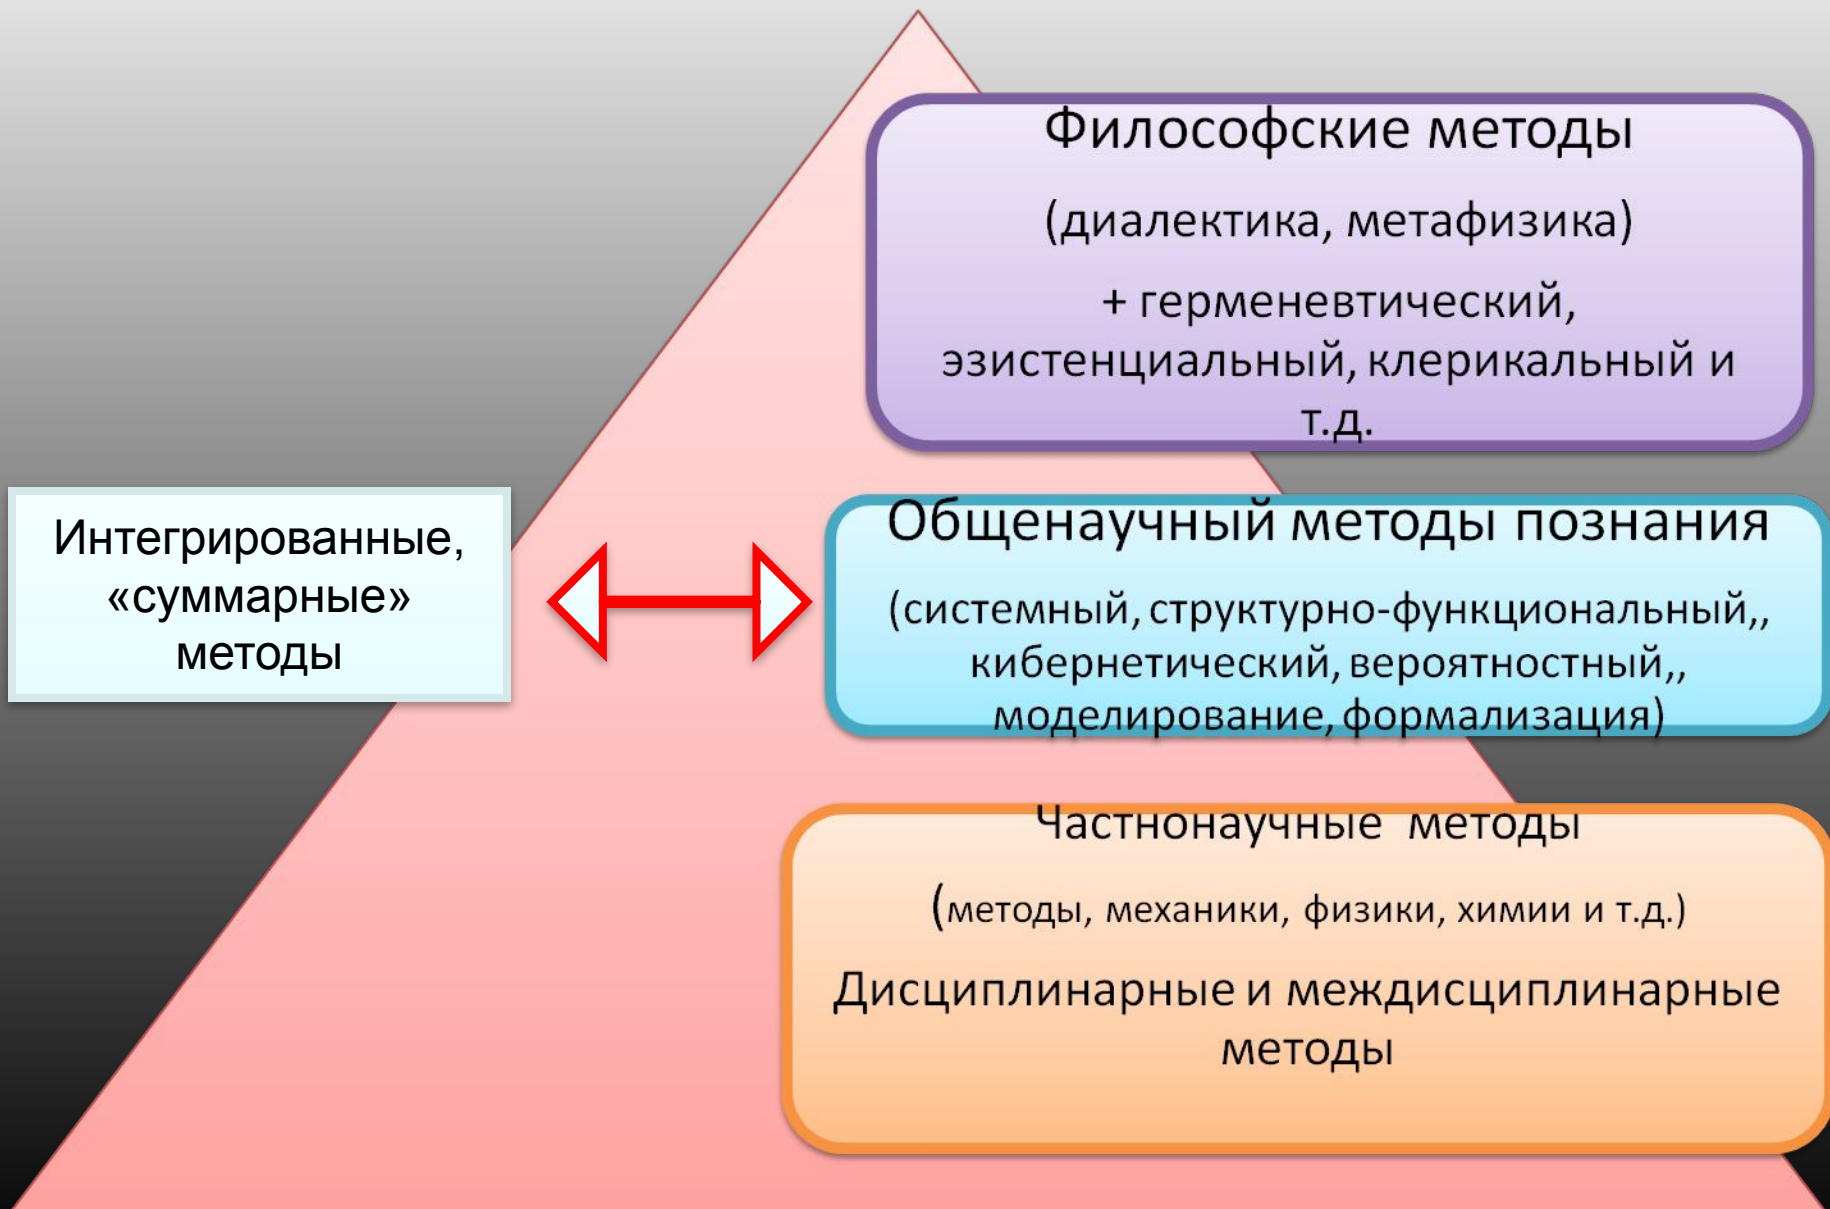 Философские методы
(диалектика, метафизика)
+ герменевтический,
эзистенциальный, клерикальный и
т.д.
Интегрированные,
«суммарные»
методы
Общенаучный методы познания
(системный, структурно-функциональный,,
кибернетический, вероятностный,,
моделирование, формализация)
Частнонаучные методы
(методы, механики, физики, химии и т.д.)
Дисциплинарные и междисциплинарные
методы